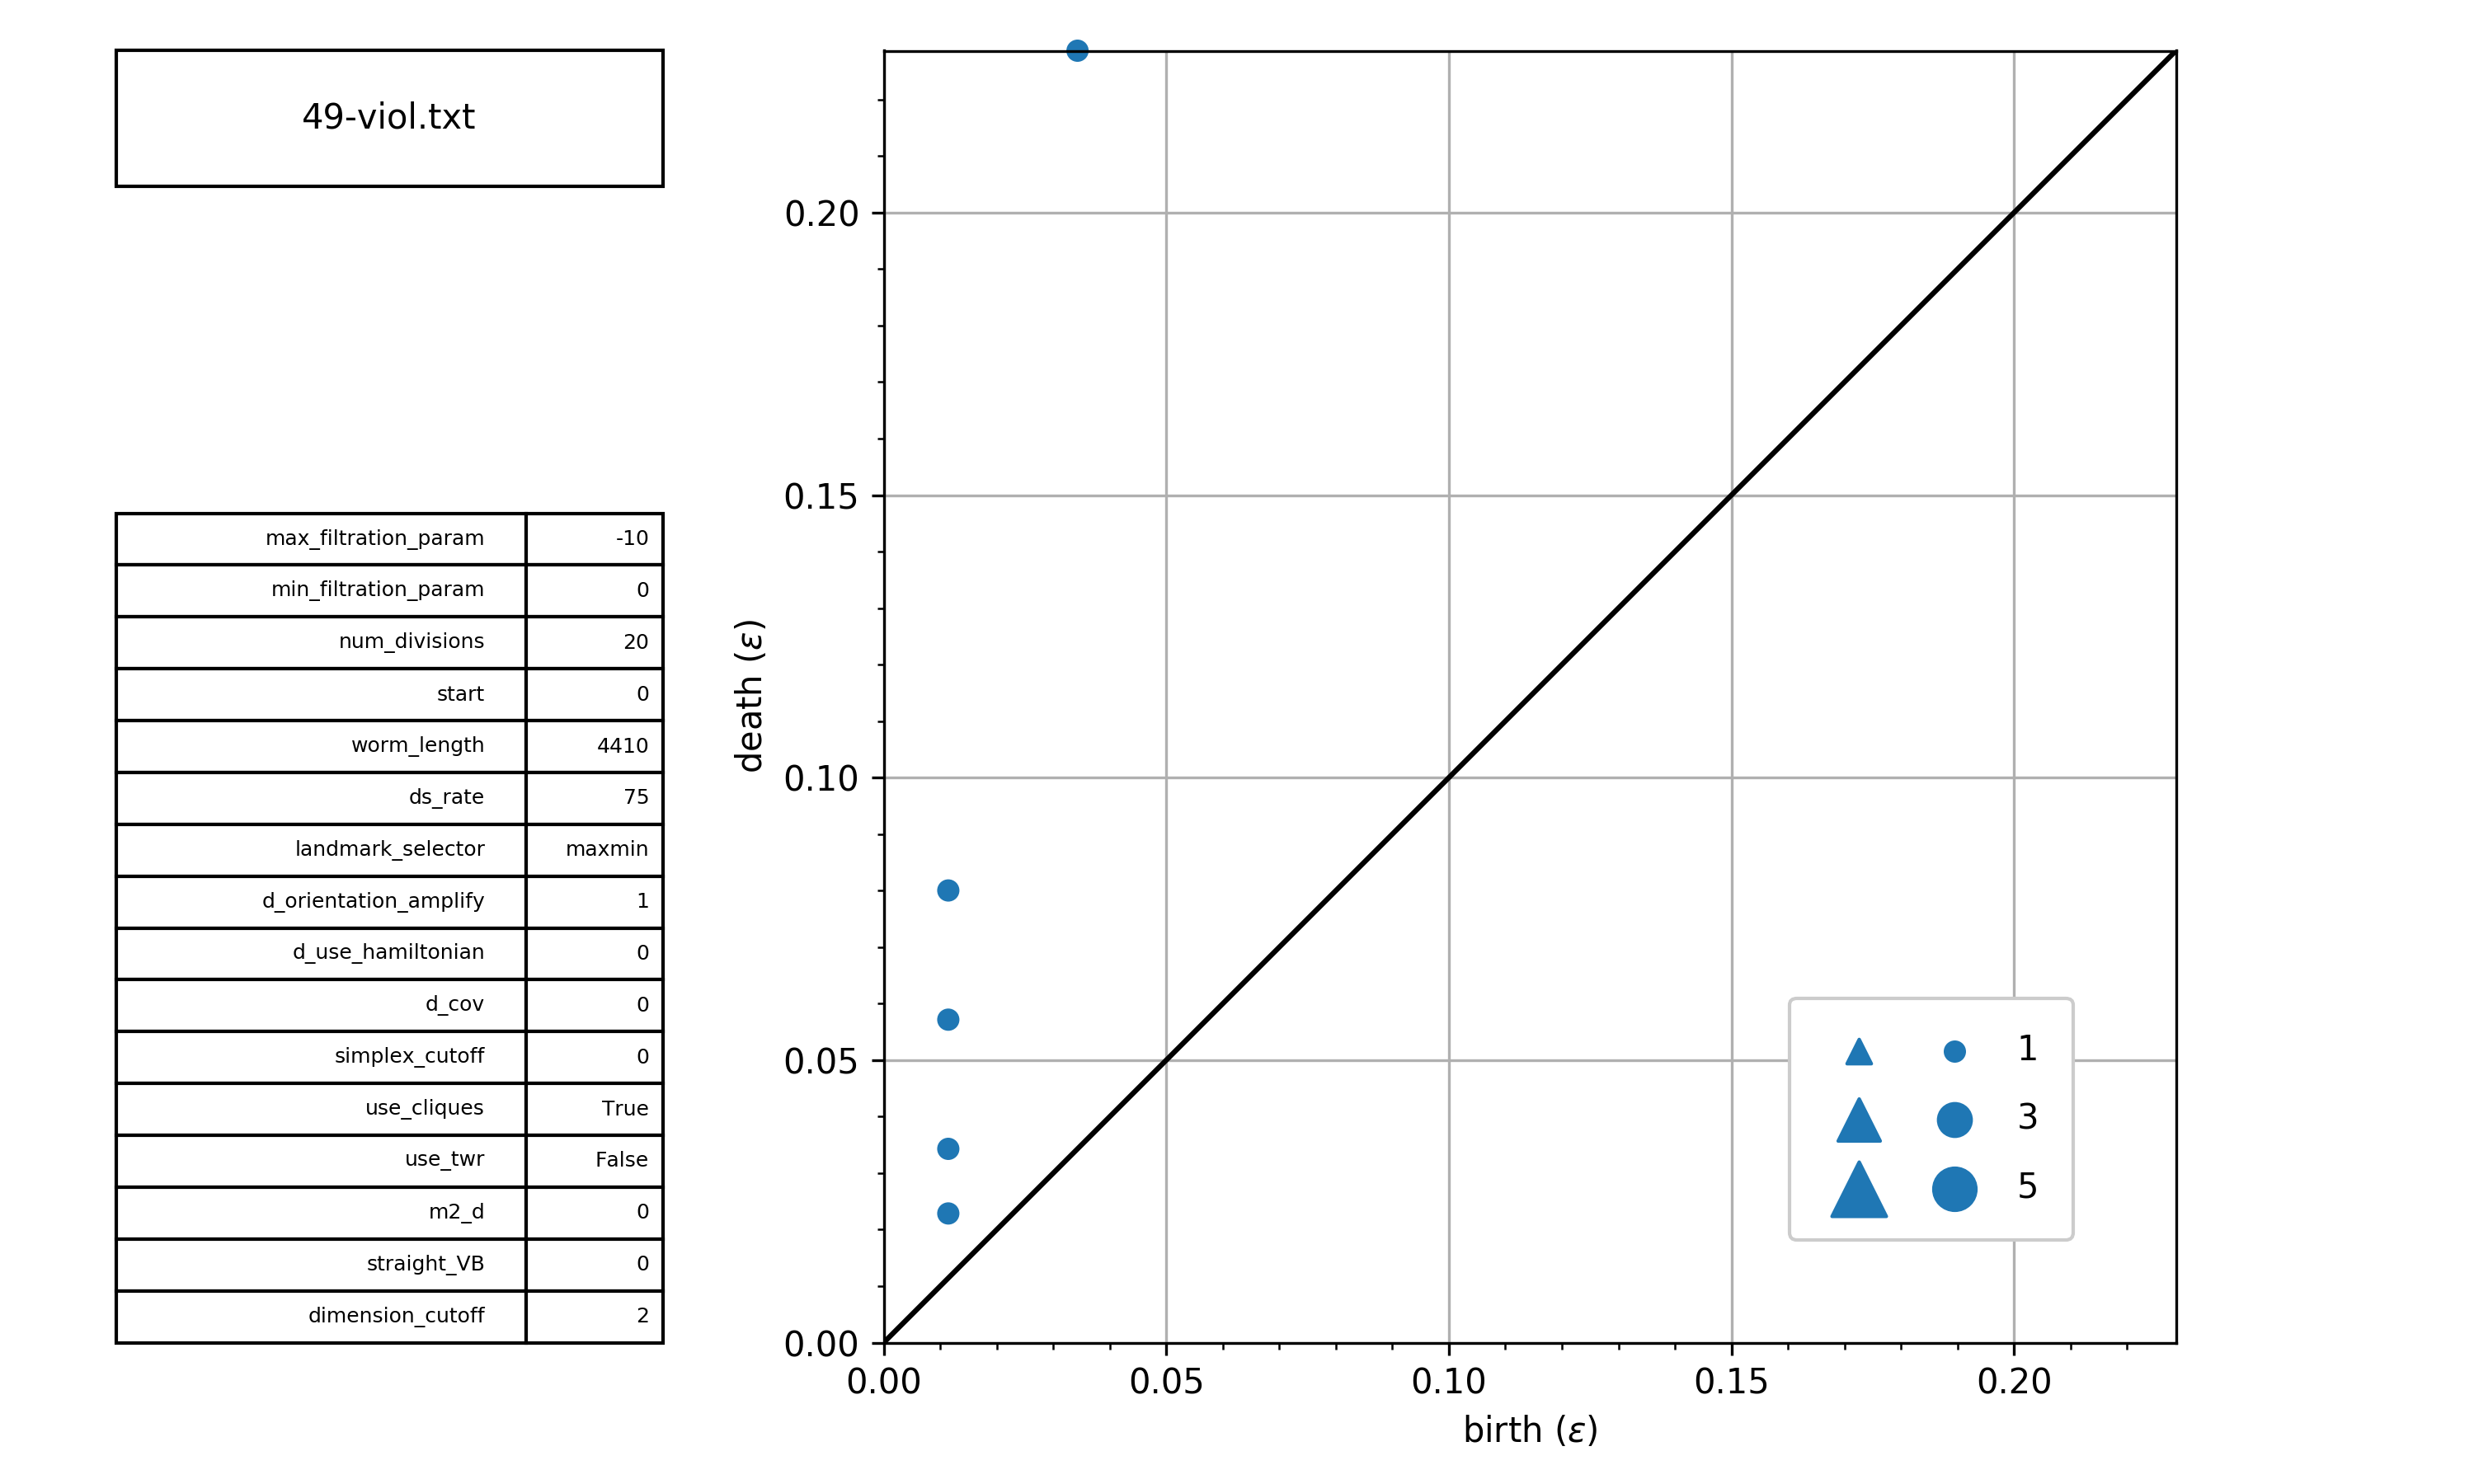 49-viol.txt
max_filtration_param -10
min_filtration_param 0
num_divisions 20
start 0
worm_length 4410
ds_rate 75
landmark_selector maxmin
d_orientation_amplify 1
d_use_hamiltonian 0
d_cov 0
simplex_cutoff 0
use_cliques True
use_twr False
m2_d 0
straight_VB 0
dimension_cutoff 2
death (ε)
0.20
0.15
0.10
0.05
0.00
0.00 0.05 0.10 0.15 0.20
birth (ε)
1
3
5